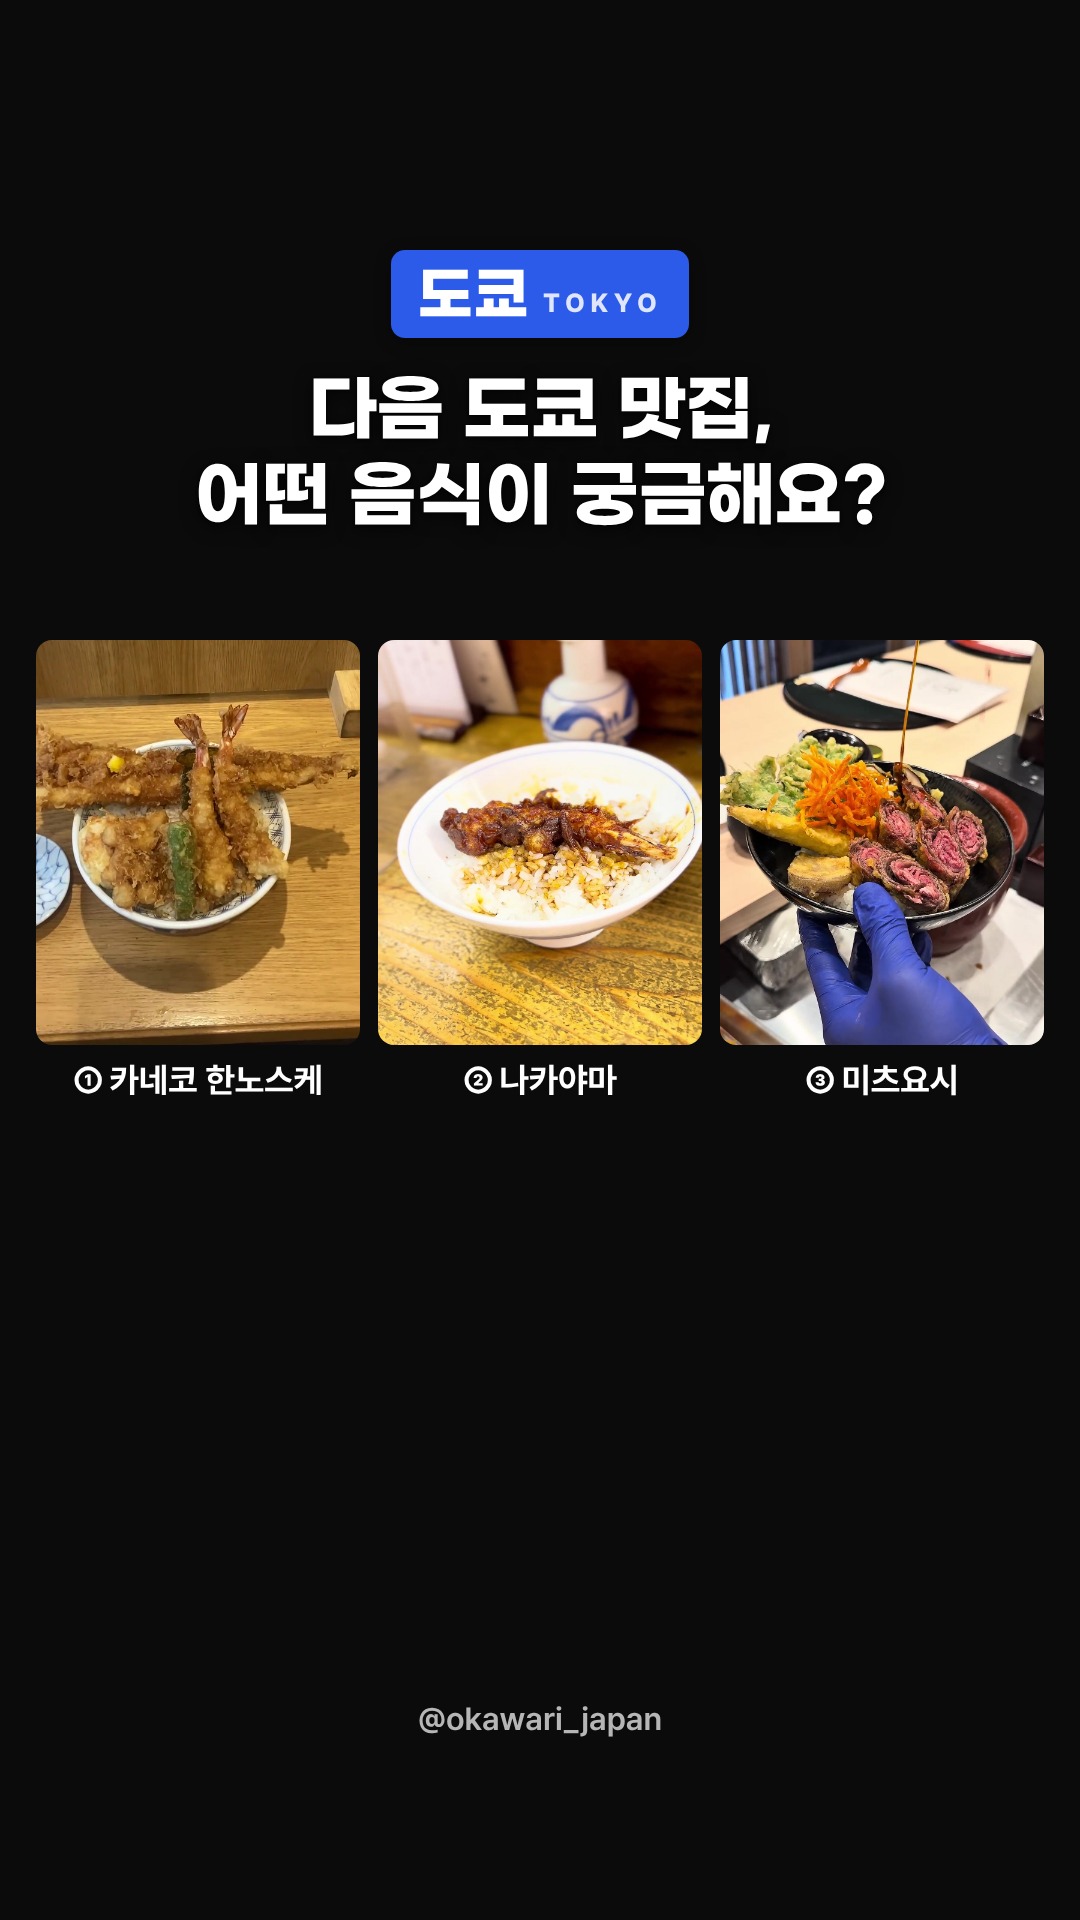 도쿄 TOKYO
다음 도쿄 맛집,
어떤 음식이 궁금해요?
① 카네코 한노스케
② 나카야마
③ 미츠요시
@okawari_japan